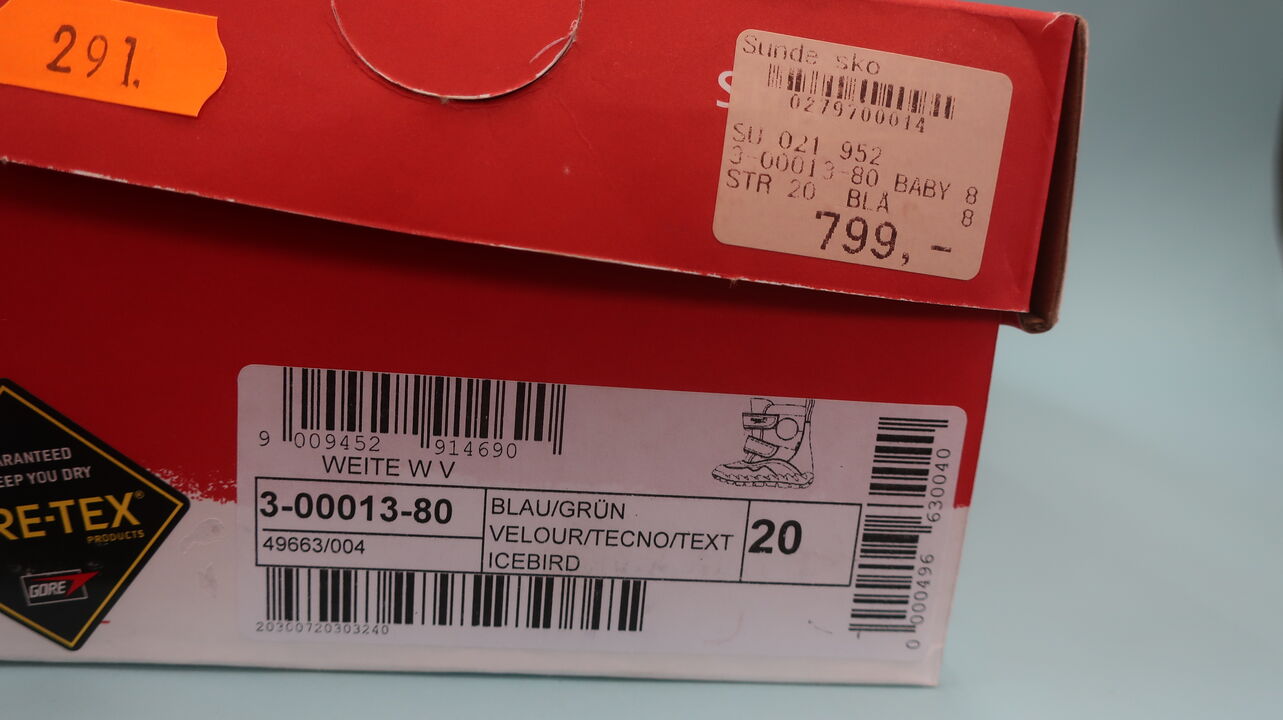 291.
Sunde sko
0279700014
SU 021 952
3-00013-80 BABY 8
STR 20 BLÅ 8
799,-
9 009452 914690
WEITE W V
3-00013-80
49663/004
BLAU/GRÜN
VELOUR/TECNO/TEXT
ICEBIRD
20
20300720303240
0 000496 630040
KEEP YOU DRY
RE-TEX®
PRODUCTS
GORE